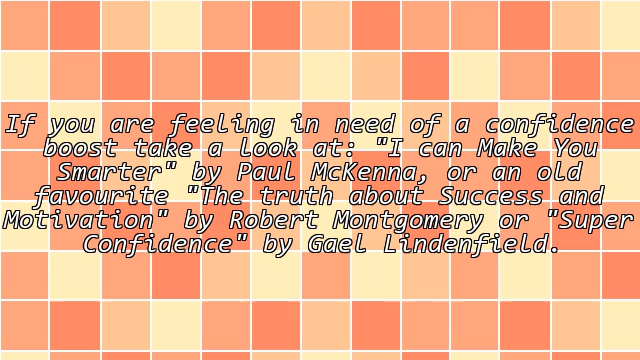 If you are feeling in need of a confidence
boost take a look at: "I can Make You
Smarter" by Paul McKenna, or an old
favourite "The truth about Success and
Motivation" by Robert Montgomery or "Super
Confidence" by Gael Lindenfield.